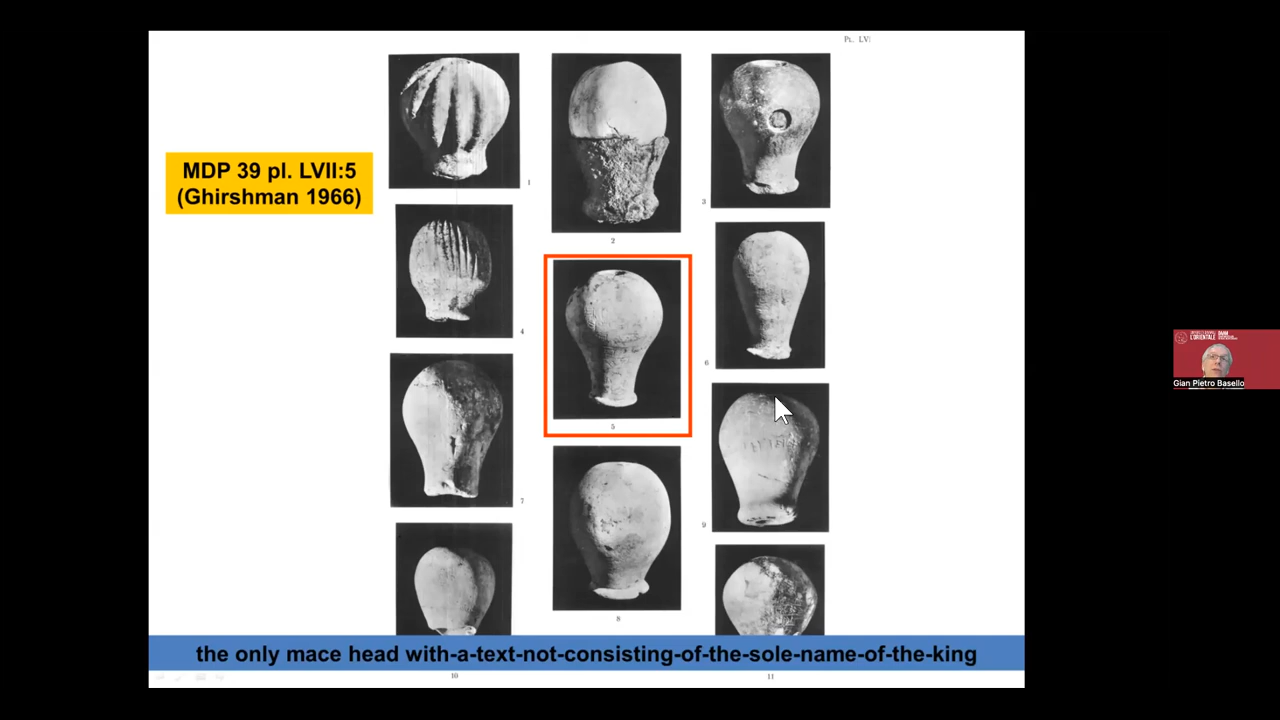 PL. LVI
MDP 39 pl. LVII:5
(Ghirshman 1966)
1
2
3
4
5
6
7
8
9
10
11
the only mace head with-a-text-not-consisting-of-the-sole-name-of-the-king
L'ORIENTALE
Gian Pietro Basello